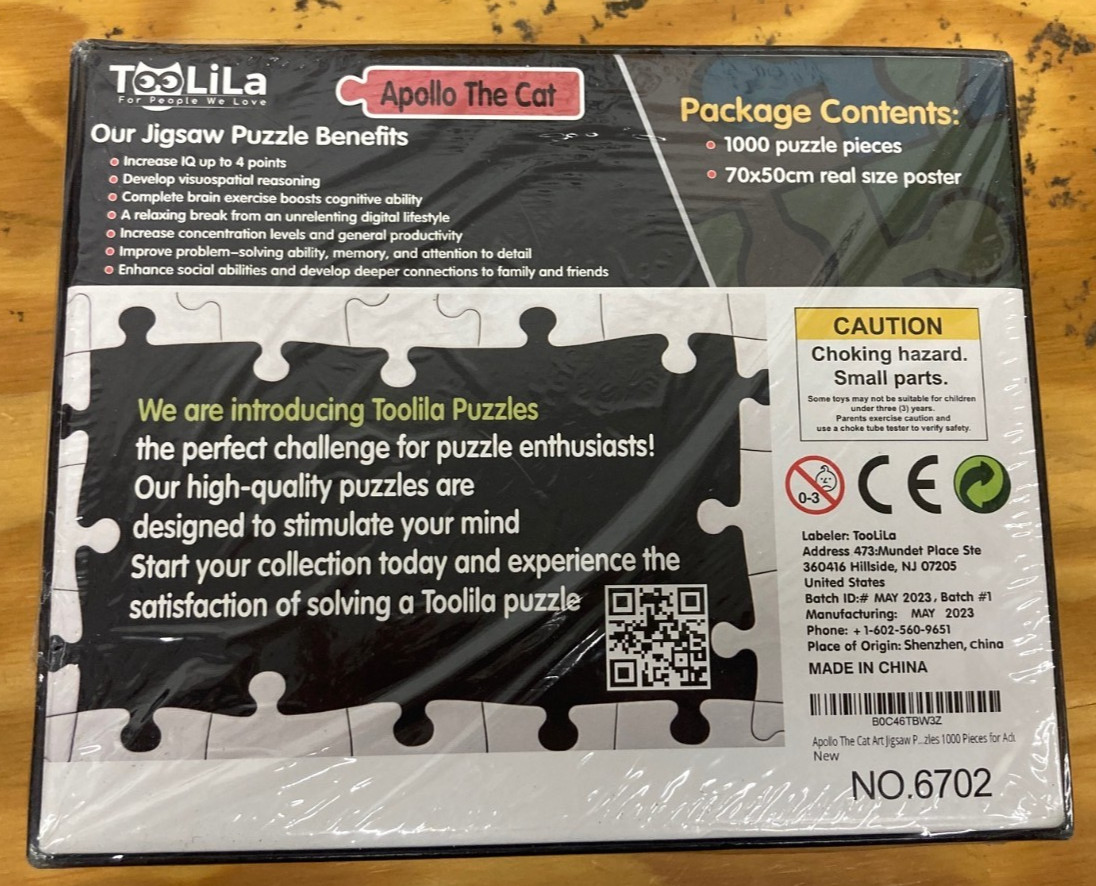 TooLiLa
For People We Love
Apollo The Cat
Our Jigsaw Puzzle Benefits
Increase IQ up to 4 points
Develop visuospatial reasoning
Complete brain exercise boosts cognitive ability
A relaxing break from an unrelenting digital lifestyle
Increase concentration levels and general productivity
Improve problem-solving ability, memory, and attention to detail
Enhance social abilities and develop deeper connections to family and friends
Package Contents:
1000 puzzle pieces
70x50cm real size poster
We are introducing Toolila Puzzles
the perfect challenge for puzzle enthusiasts!
Our high-quality puzzles are
designed to stimulate your mind
Start your collection today and experience the
satisfaction of solving a Toolila puzzle
CAUTION
Choking hazard.
Small parts.
Some toys may not be suitable for children
under three (3) years.
Parents exercise caution and
use a choke tube tester to verify safety.
0-3
CE
Labeler: TooLiLa
Address 473:Mundet Place Ste
360416 Hillside, NJ 07205
United States
Batch ID:# MAY 2023, Batch #1
Manufacturing: MAY 2023
Phone: +1-602-560-9651
Place of Origin: Shenzhen, china
MADE IN CHINA
B0C46TBW3Z
Apollo The Cat Art Jigsaw P...zles 1000 Pieces for Adu
New
NO.6702